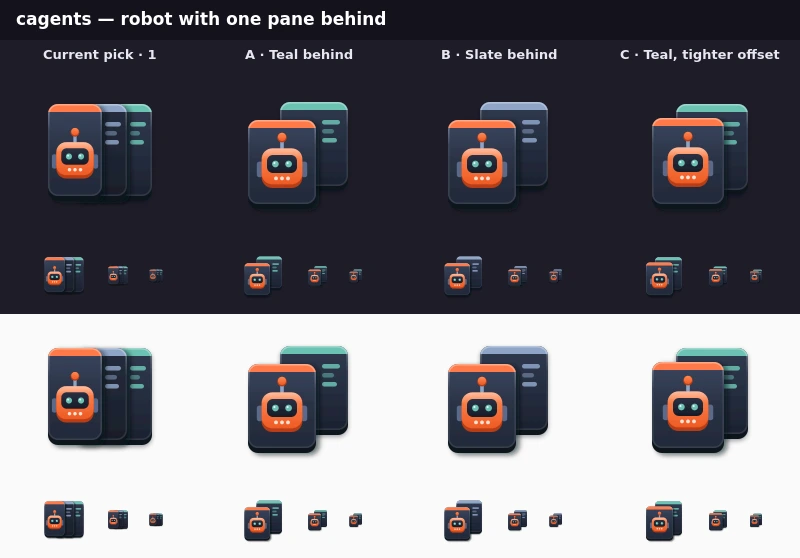 cagents — robot with one pane behind
Current pick · 1
A · Teal behind
B · Slate behind
C · Teal, tighter offset